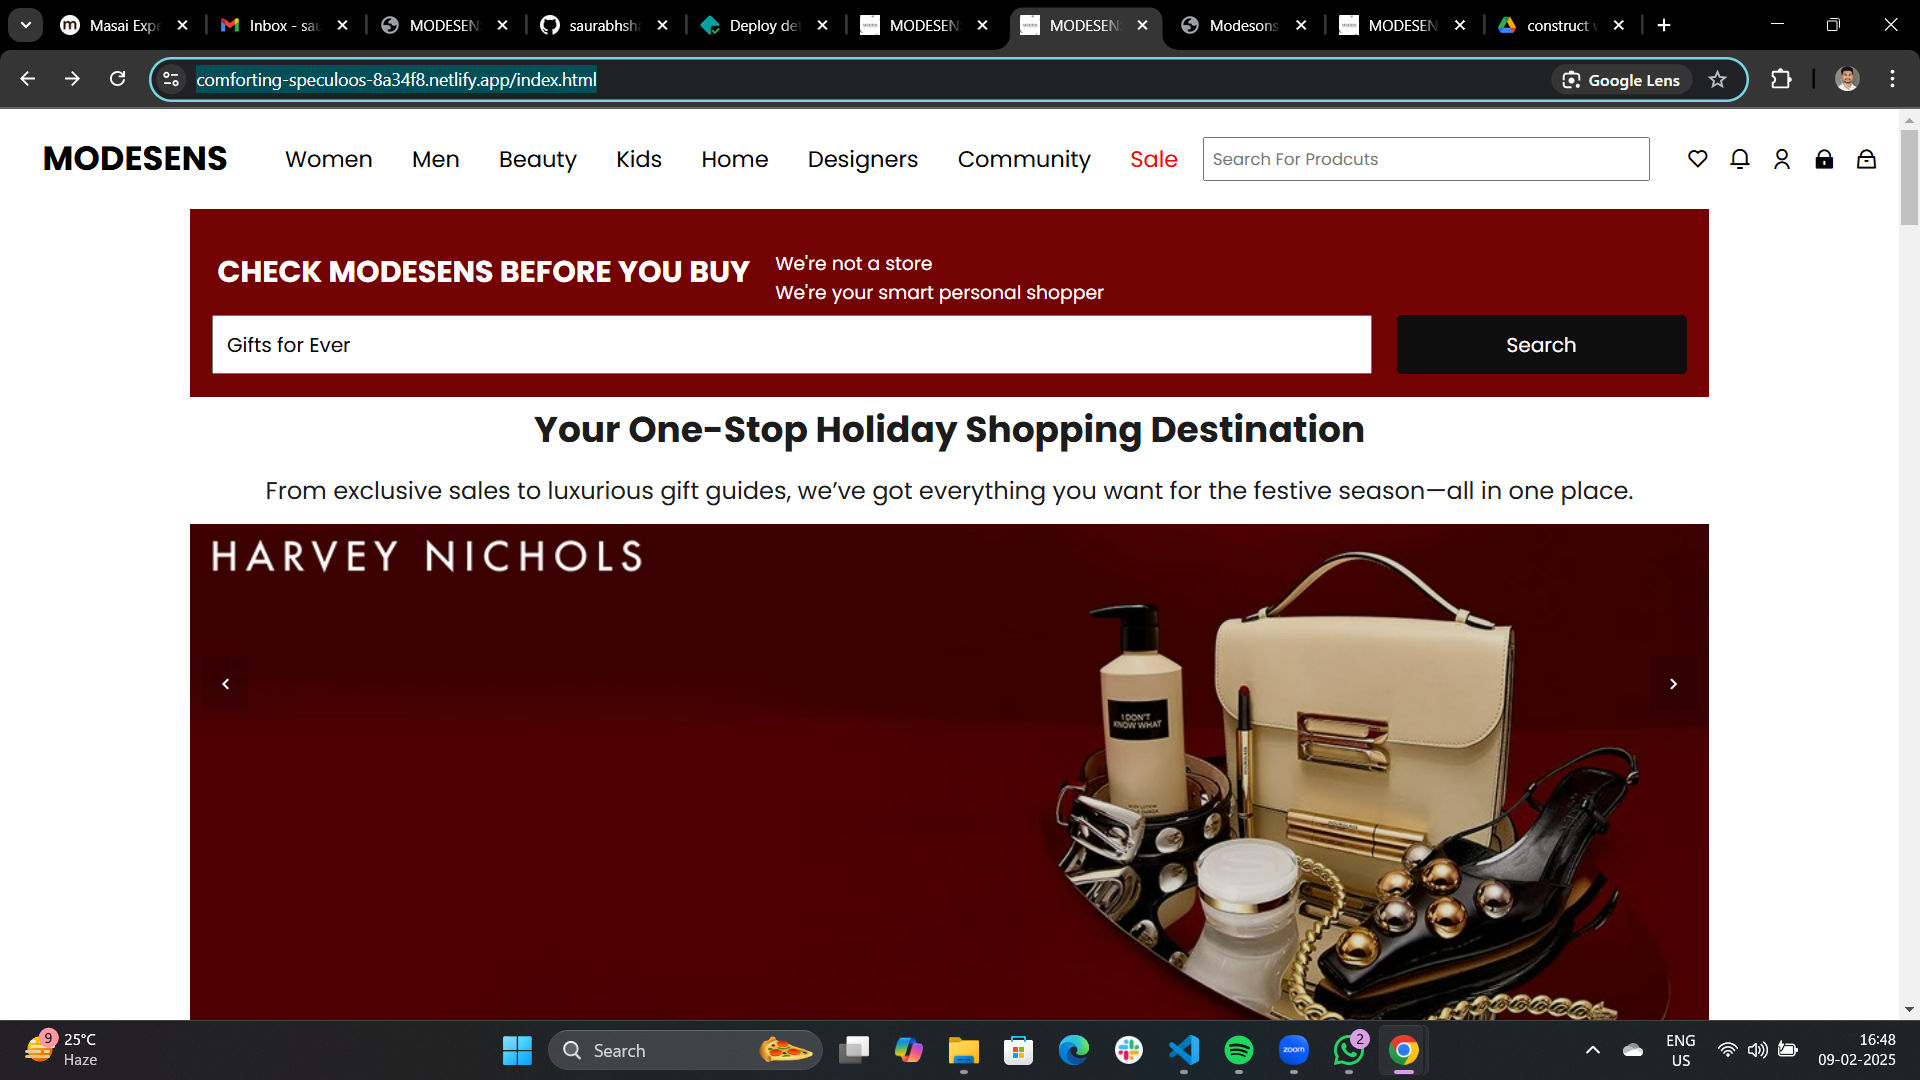 Masai Expe
Inbox - sau
MODESEN
saurabhsha
Deploy det
MODESEN
MODESEN
Modesons
MODESEN
construct w
comforting-speculoos-8a34f8.netlify.app/index.html
Google Lens
MODESENS
Women
Men
Beauty
Kids
Home
Designers
Community
Sale
Search For Prodcuts
CHECK MODESENS BEFORE YOU BUY
We're not a store
We're your smart personal shopper
Gifts for Ever
Search
Your One-Stop Holiday Shopping Destination
From exclusive sales to luxurious gift guides, we’ve got everything you want for the festive season—all in one place.
HARVEY NICHOLS
I DON'T
KNOW WHAT
9
25°C
Haze
Search
zoom
2
ENG
US
16:48
09-02-2025